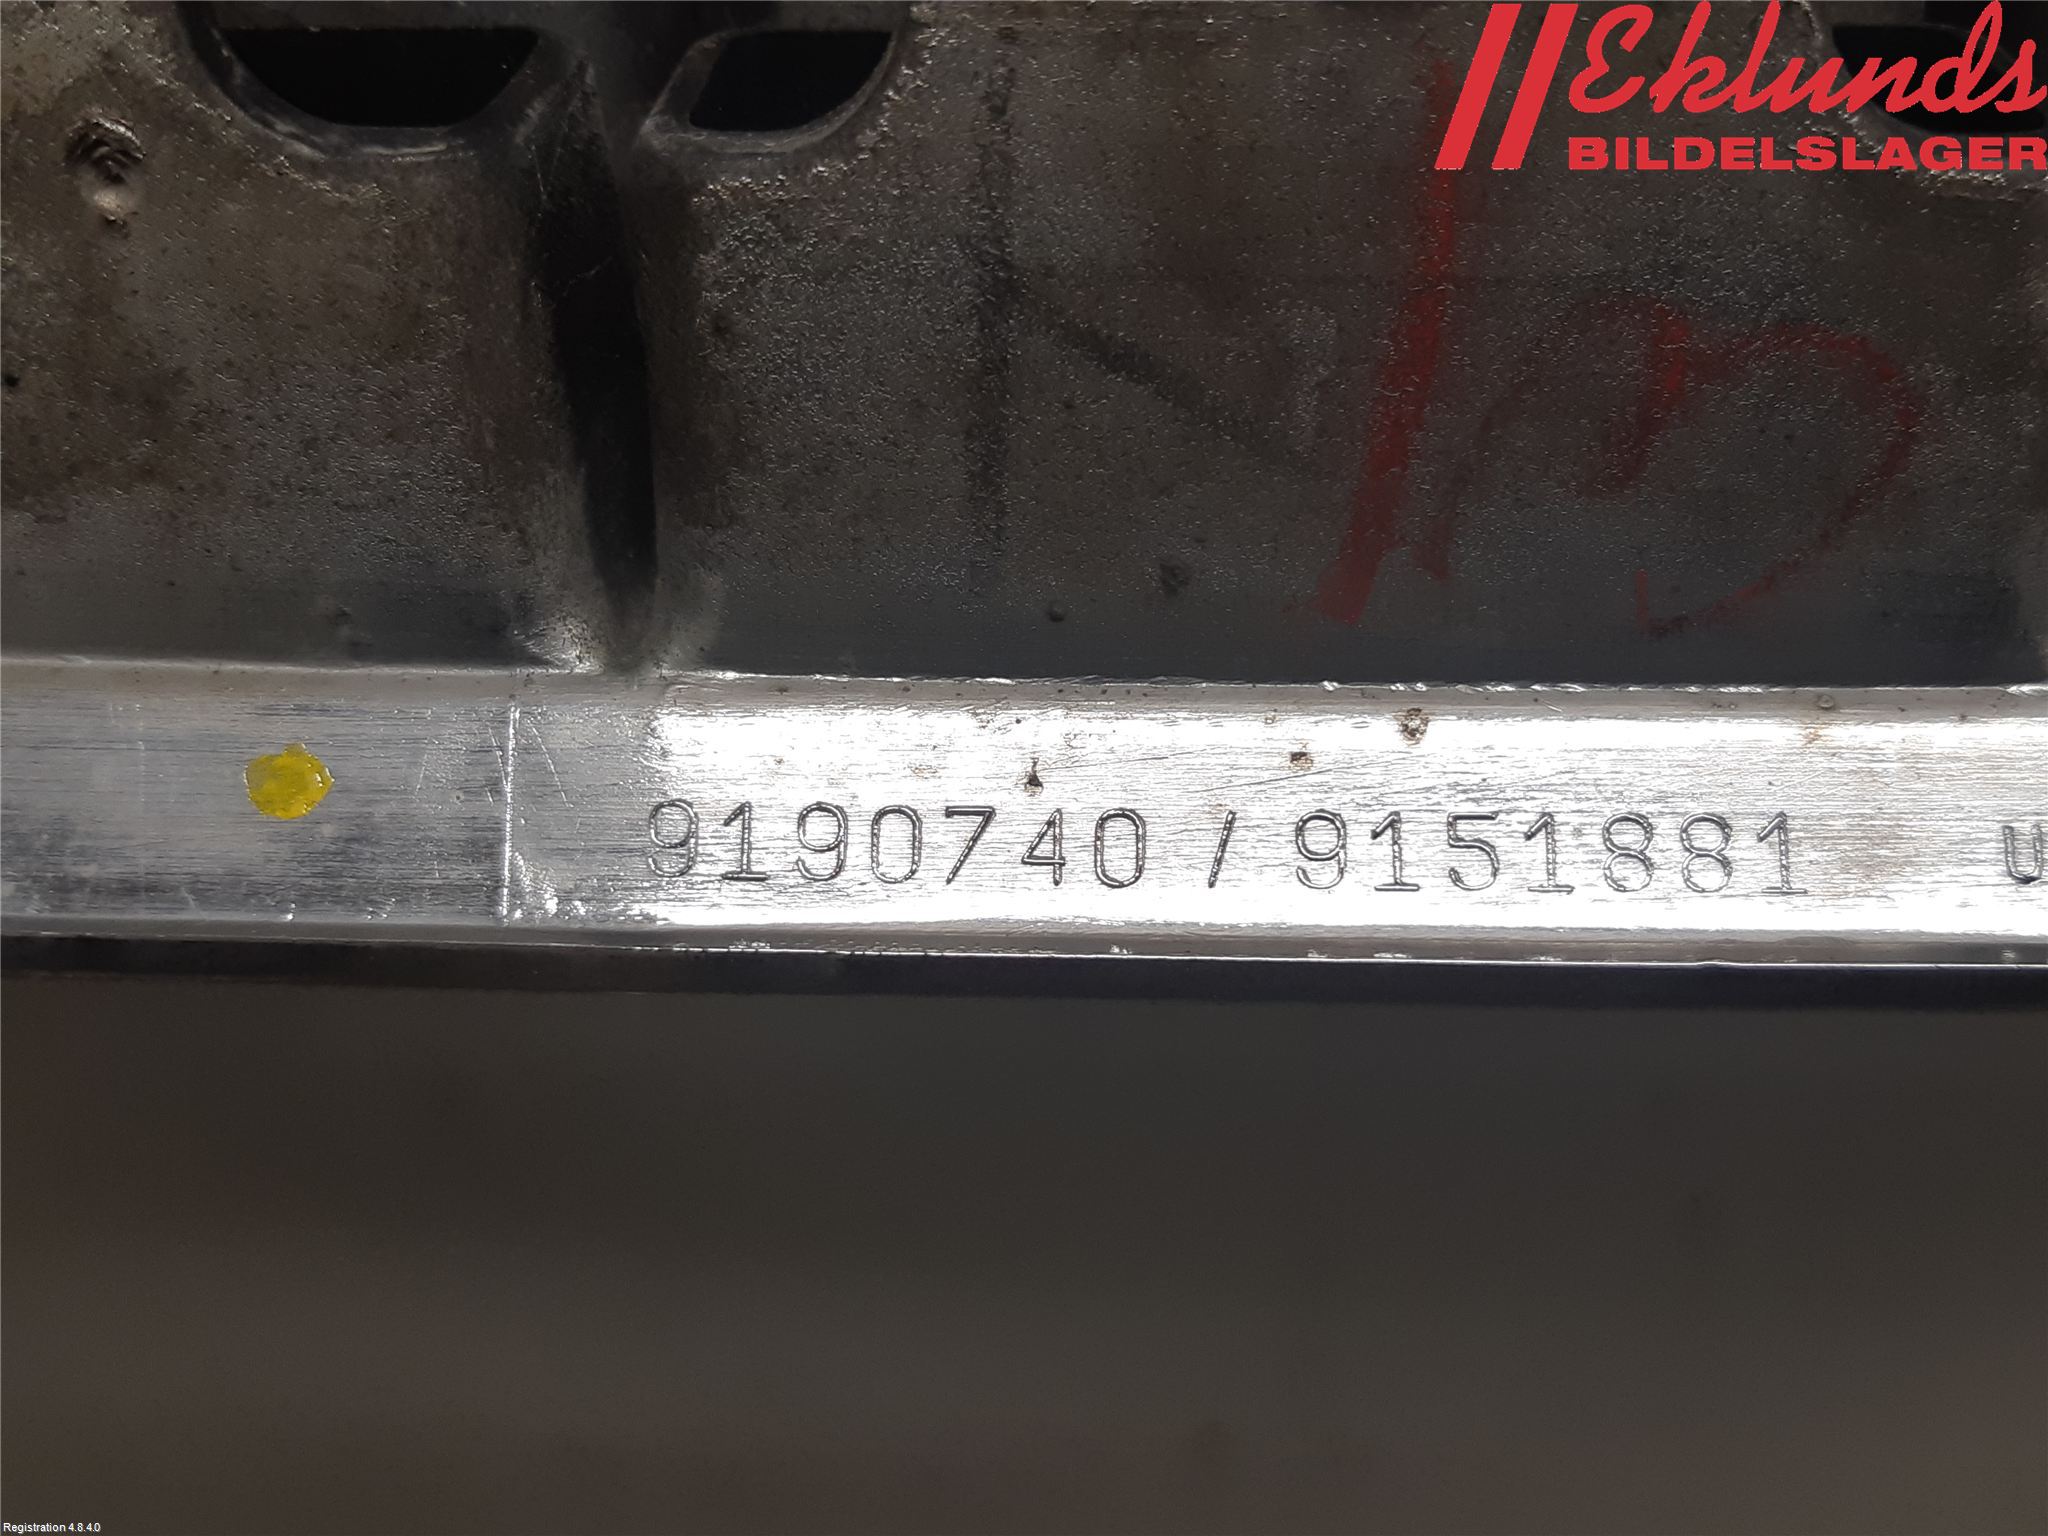 Eklunds
BILDELSLAGER
9190740 / 9151881 U
Registration 4.8.4.0